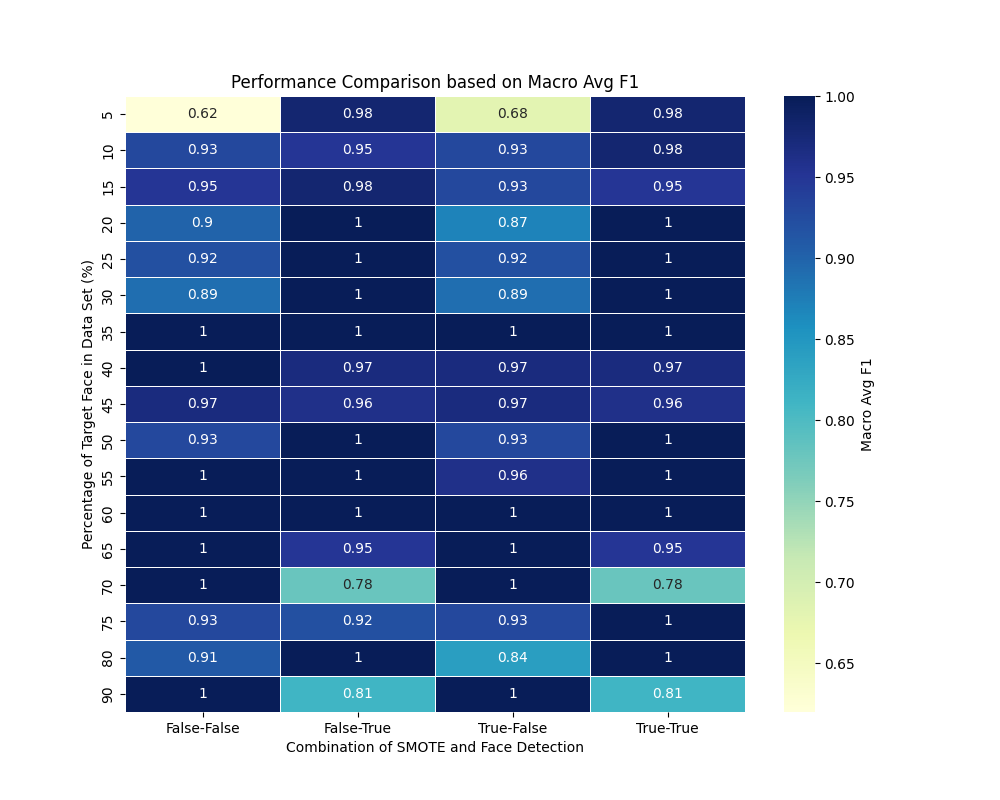 Performance Comparison based on Macro Avg F1
Percentage of Target Face in Data Set (%)
5 0.62 0.98 0.68 0.98
10 0.93 0.95 0.93 0.98
15 0.95 0.98 0.93 0.95
20 0.9 1 0.87 1
25 0.92 1 0.92 1
30 0.89 1 0.89 1
35 1 1 1 1
40 1 0.97 0.97 0.97
45 0.97 0.96 0.97 0.96
50 0.93 1 0.93 1
55 1 1 0.96 1
60 1 1 1 1
65 1 0.95 1 0.95
70 1 0.78 1 0.78
75 0.93 0.92 0.93 1
80 0.91 1 0.84 1
90 1 0.81 1 0.81
False-False False-True True-False True-True
Combination of SMOTE and Face Detection
1.00
0.95
0.90
0.85
0.80
0.75
0.70
0.65
Macro Avg F1